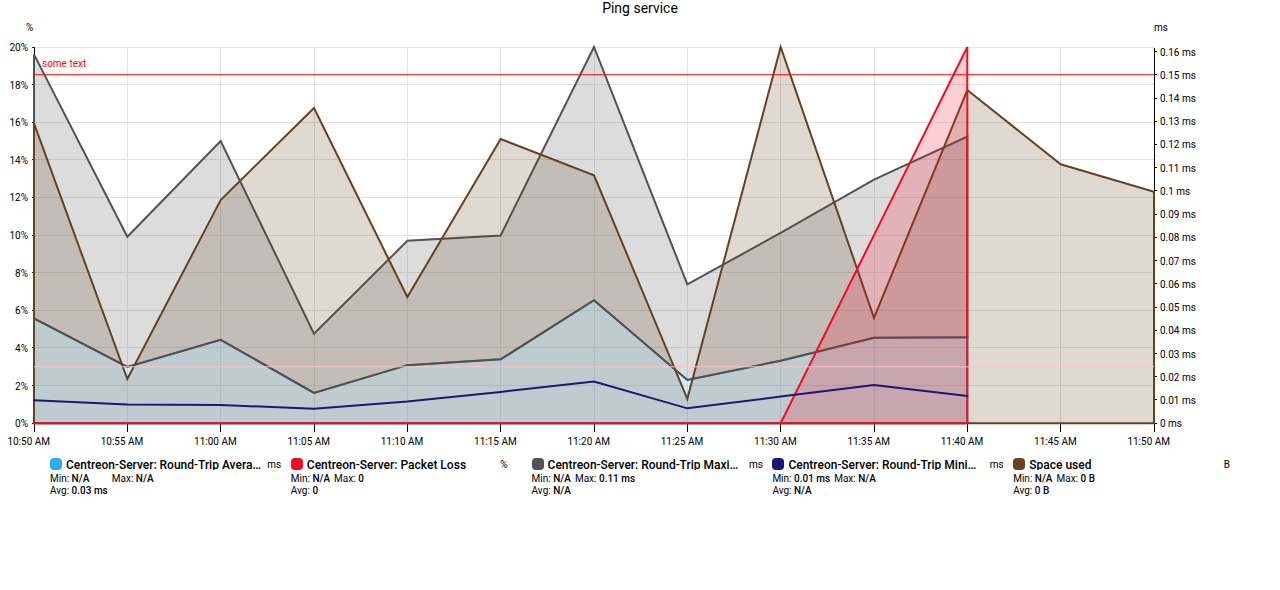 Ping service
% ms
20% 0.16 ms
some text
18% 0.15 ms
16% 0.14 ms
14% 0.13 ms
12% 0.12 ms
10% 0.11 ms
8% 0.1 ms
6% 0.09 ms
4% 0.08 ms
2% 0.07 ms
0% 0.06 ms
0.05 ms
0.04 ms
0.03 ms
0.02 ms
0.01 ms
0 ms
10:50 AM 10:55 AM 11:00 AM 11:05 AM 11:10 AM 11:15 AM 11:20 AM 11:25 AM 11:30 AM 11:35 AM 11:40 AM 11:45 AM 11:50 AM
Centreon-Server: Round-Trip Avera... ms Centreon-Server: Packet Loss % Centreon-Server: Round-Trip Maxi... ms Centreon-Server: Round-Trip Mini... ms Space used B
Min: N/A Max: N/A Min: N/A Max: 0 Min: N/A Max: 0.11 ms Min: 0.01 ms Max: N/A Min: N/A Max: 0 B
Avg: 0.03 ms Avg: 0 Avg: N/A Avg: N/A Avg: 0 B